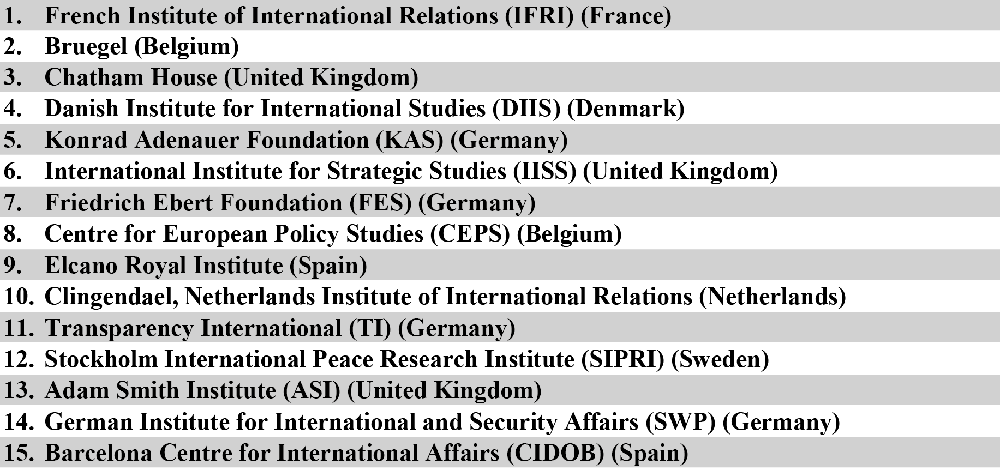 1. French Institute of International Relations (IFRI) (France)
2. Bruegel (Belgium)
3. Chatham House (United Kingdom)
4. Danish Institute for International Studies (DIIS) (Denmark)
5. Konrad Adenauer Foundation (KAS) (Germany)
6. International Institute for Strategic Studies (IISS) (United Kingdom)
7. Friedrich Ebert Foundation (FES) (Germany)
8. Centre for European Policy Studies (CEPS) (Belgium)
9. Elcano Royal Institute (Spain)
10. Clingendael, Netherlands Institute of International Relations (Netherlands)
11. Transparency International (TI) (Germany)
12. Stockholm International Peace Research Institute (SIPRI) (Sweden)
13. Adam Smith Institute (ASI) (United Kingdom)
14. German Institute for International and Security Affairs (SWP) (Germany)
15. Barcelona Centre for International Affairs (CIDOB) (Spain)